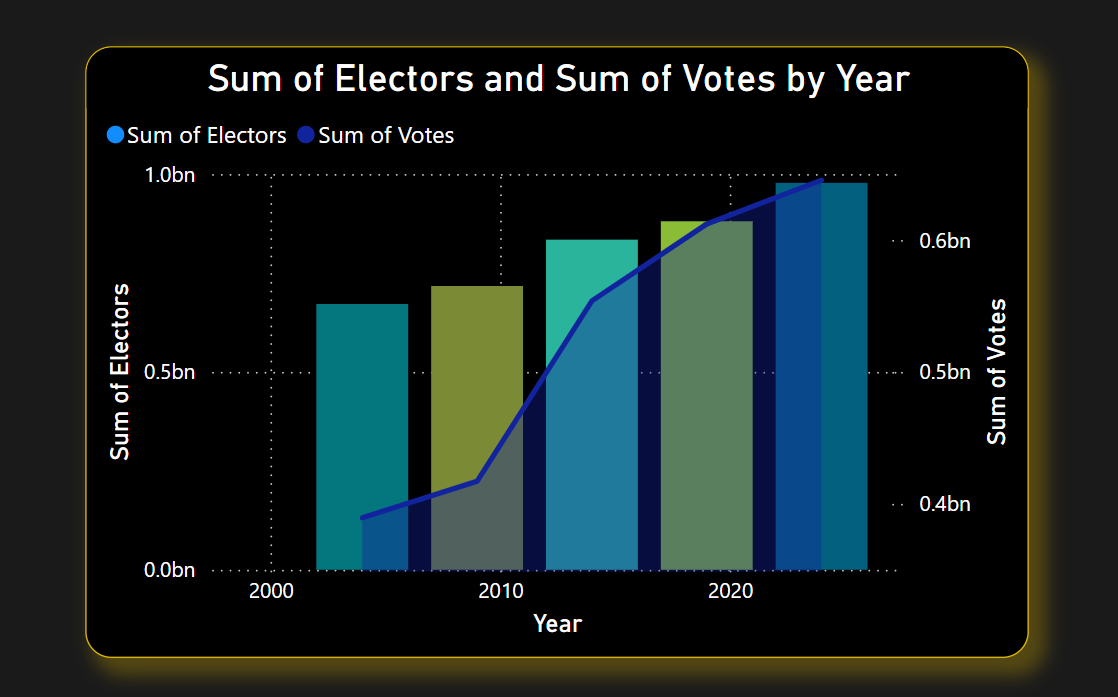 Sum of Electors and Sum of Votes by Year
Sum of Electors Sum of Votes
1.0bn
0.5bn
0.0bn
Sum of Electors
0.6bn
0.5bn
0.4bn
Sum of Votes
2000 2010 2020
Year